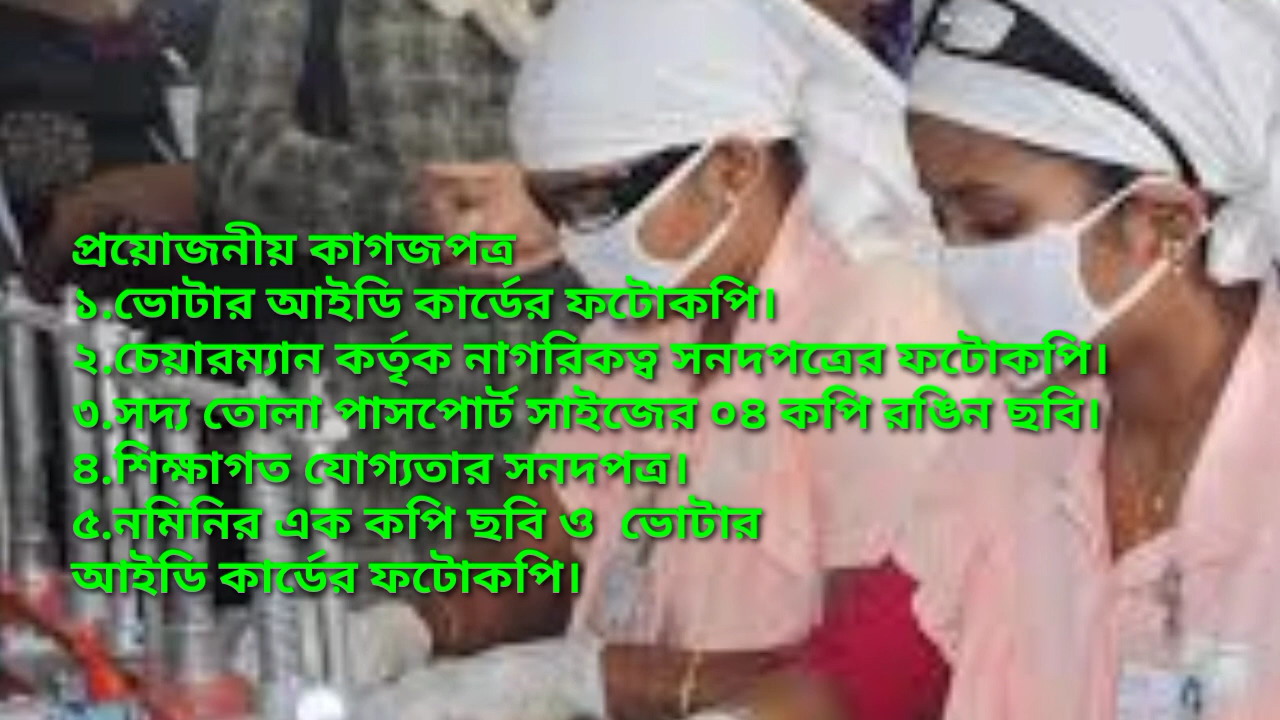 প্রয়োজনীয় কাগজপত্র
১.ভোটার আইডি কার্ডের ফটোকপি।
২.চেয়ারম্যান কর্তৃক নাগরিকত্ব সনদপত্রের ফটোকপি।
৩.সদ্য তোলা পাসপোর্ট সাইজের ০৪ কপি রঙিন ছবি।
৪.শিক্ষাগত যোগ্যতার সনদপত্র।
৫.নমিনির এক কপি ছবি ও ভোটার
আইডি কার্ডের ফটোকপি।